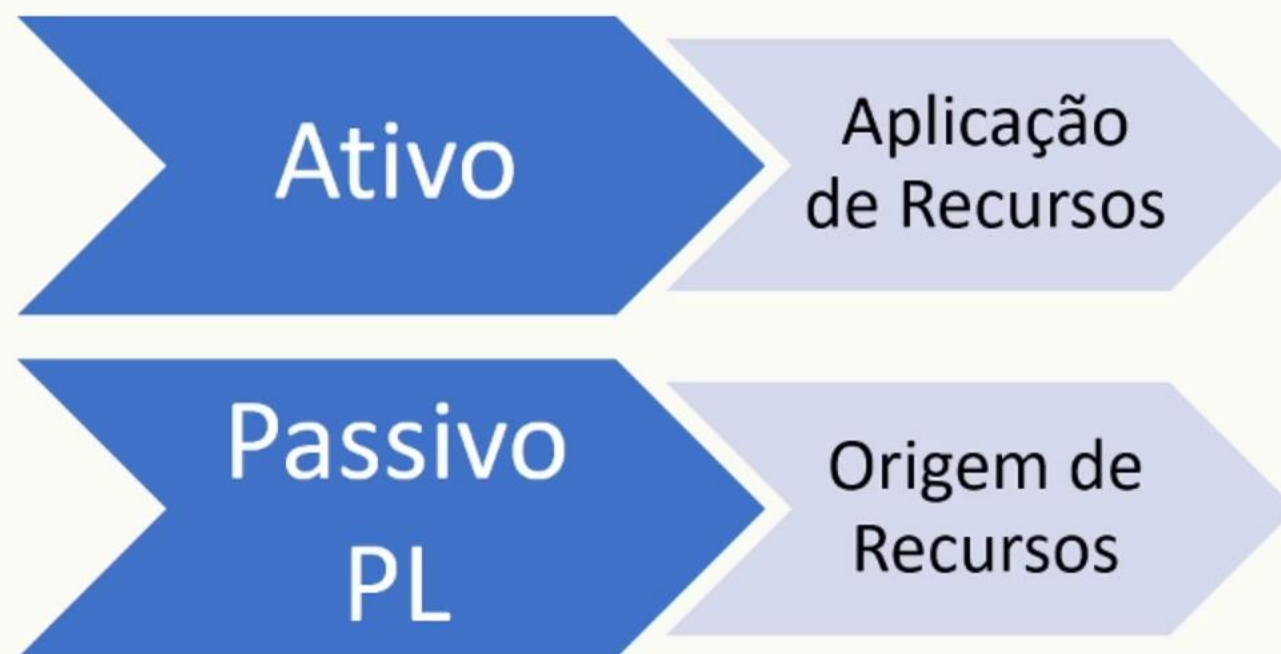 Ativo
Aplicação
de Recursos
Passivo
PL
Origem de
Recursos